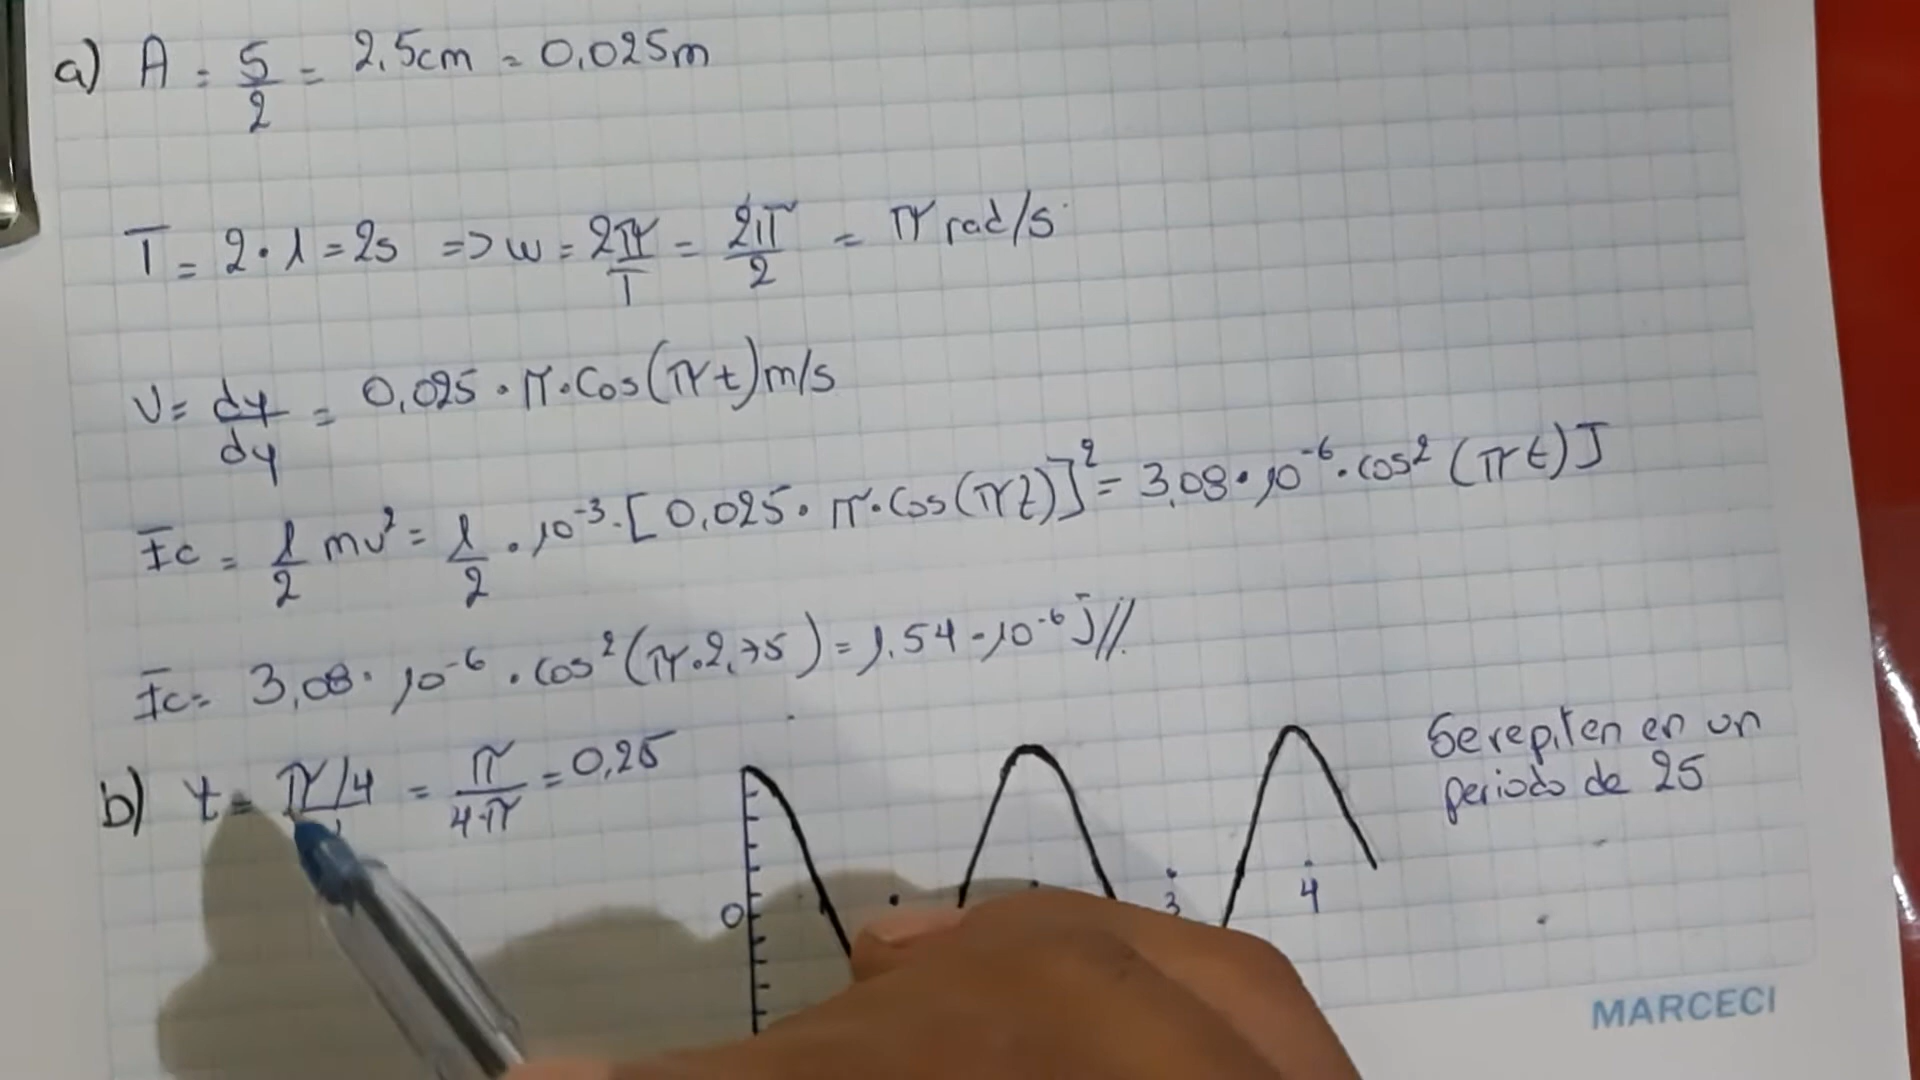 a) A = 5/2 = 2,5cm = 0,025m
T = 2·1 = 2s => w = 2π/T = 2π/2 = π rad/s
V = dy/dy = 0,025·π·Cos(πt)m/s
Ec = 1/2 mv² = 1/2 · 10⁻³·[0,025·π·Cos(πt)]² = 3,08·10⁻⁶·cos²(πt)J
Ec = 3,08·10⁻⁶·cos²(π·2,75) = 1,54·10⁻⁶J//
Se repiten en un
periodo de 2S
b) t = π/4 = π/4·π = 0,25
0
3
4
MARCECI